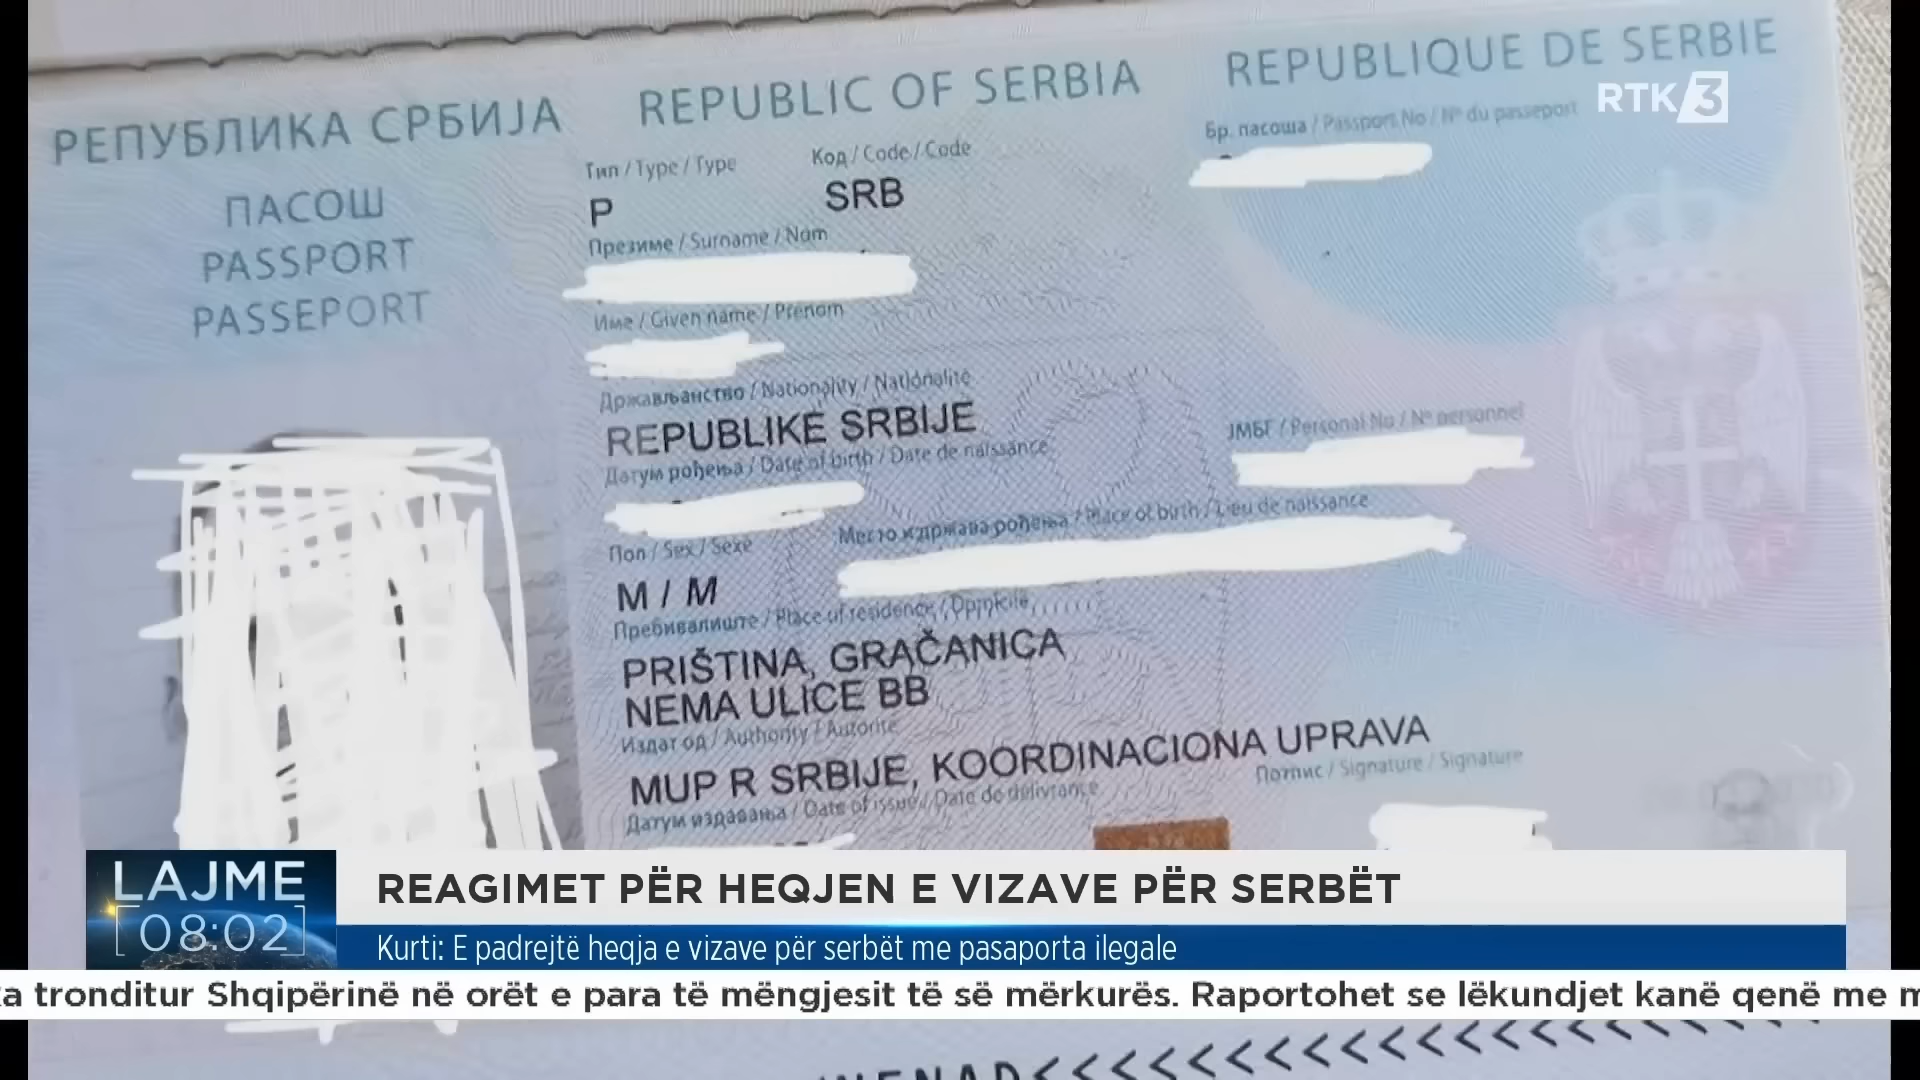 РЕПУБЛИКА СРБИЈА
REPUBLIC OF SERBIA
REPUBLIQUE DE SERBIE
RTK 3
ПАСОШ
PASSPORT
PASSEPORT
Тип / Type / Type
Код / Code / Code
Бр. пасоша / Passport No / Nº du passeport
P
SRB
Презиме / Surname / Nom
Име / Given name / Prénom
Држављанство / Nationality / Nationalité
REPUBLIKE SRBIJE
ЈМБГ / Personal No / Nº personnel
Датум рођења / Date of birth / Date de naissance
Пол / Sex / Sexe
Место и држава рођења / Place of birth / Lieu de naissance
M / M
Пребивалиште / Place of residence /
PRIŠTINA, GRAČANICA
NEMA ULICE BB
Издат од / Authority / Autorité
MUP R SRBIJE, KOORDINACIONA UPRAVA
Датум издавања / Date of issue / Date de délivrance
Потпис / Signature / Signature
LAJME
08:02
REAGIMET PËR HEQJEN E VIZAVE PËR SERBËT
Kurti: E padrejtë heqja e vizave për serbët me pasaporta ilegale
tronditur Shqipërinë në orët e para të mëngjesit të së mërkurës. Raportohet se lëkundjet kanë qenë me
<<<<<<<<<<<<<<<<<<